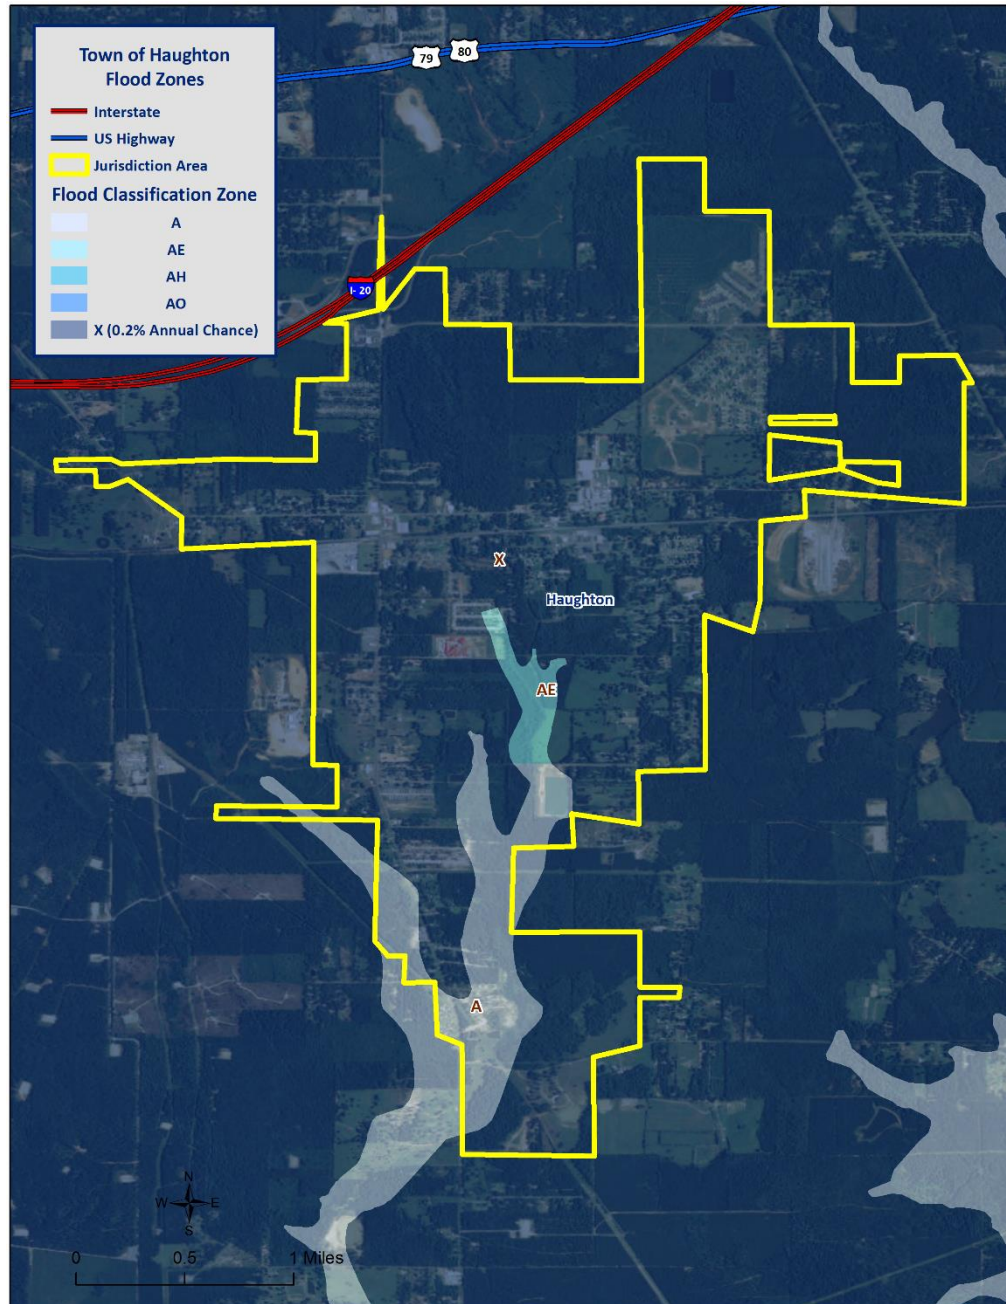 Town of Haughton
Flood Zones
Interstate
US Highway
Jurisdiction Area
Flood Classification Zone
A
AE
AH
AO
X (0.2% Annual Chance)
79
80
I- 20
X
Haughton
AE
A
N
W E
S
0 0.5 1 Miles